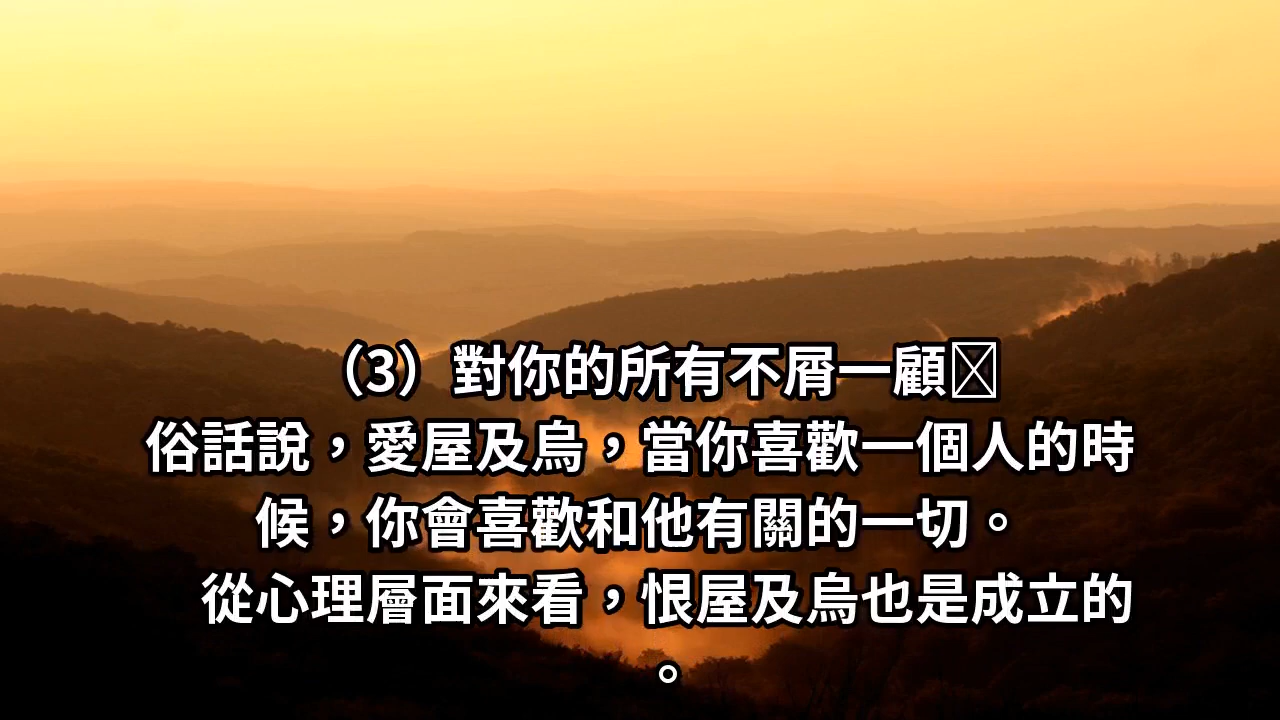 （3）對你的所有不屑一顧
俗話說，愛屋及烏，當你喜歡一個人的時
候，你會喜歡和他有關的一切。
從心理層面來看，恨屋及烏也是成立的
。